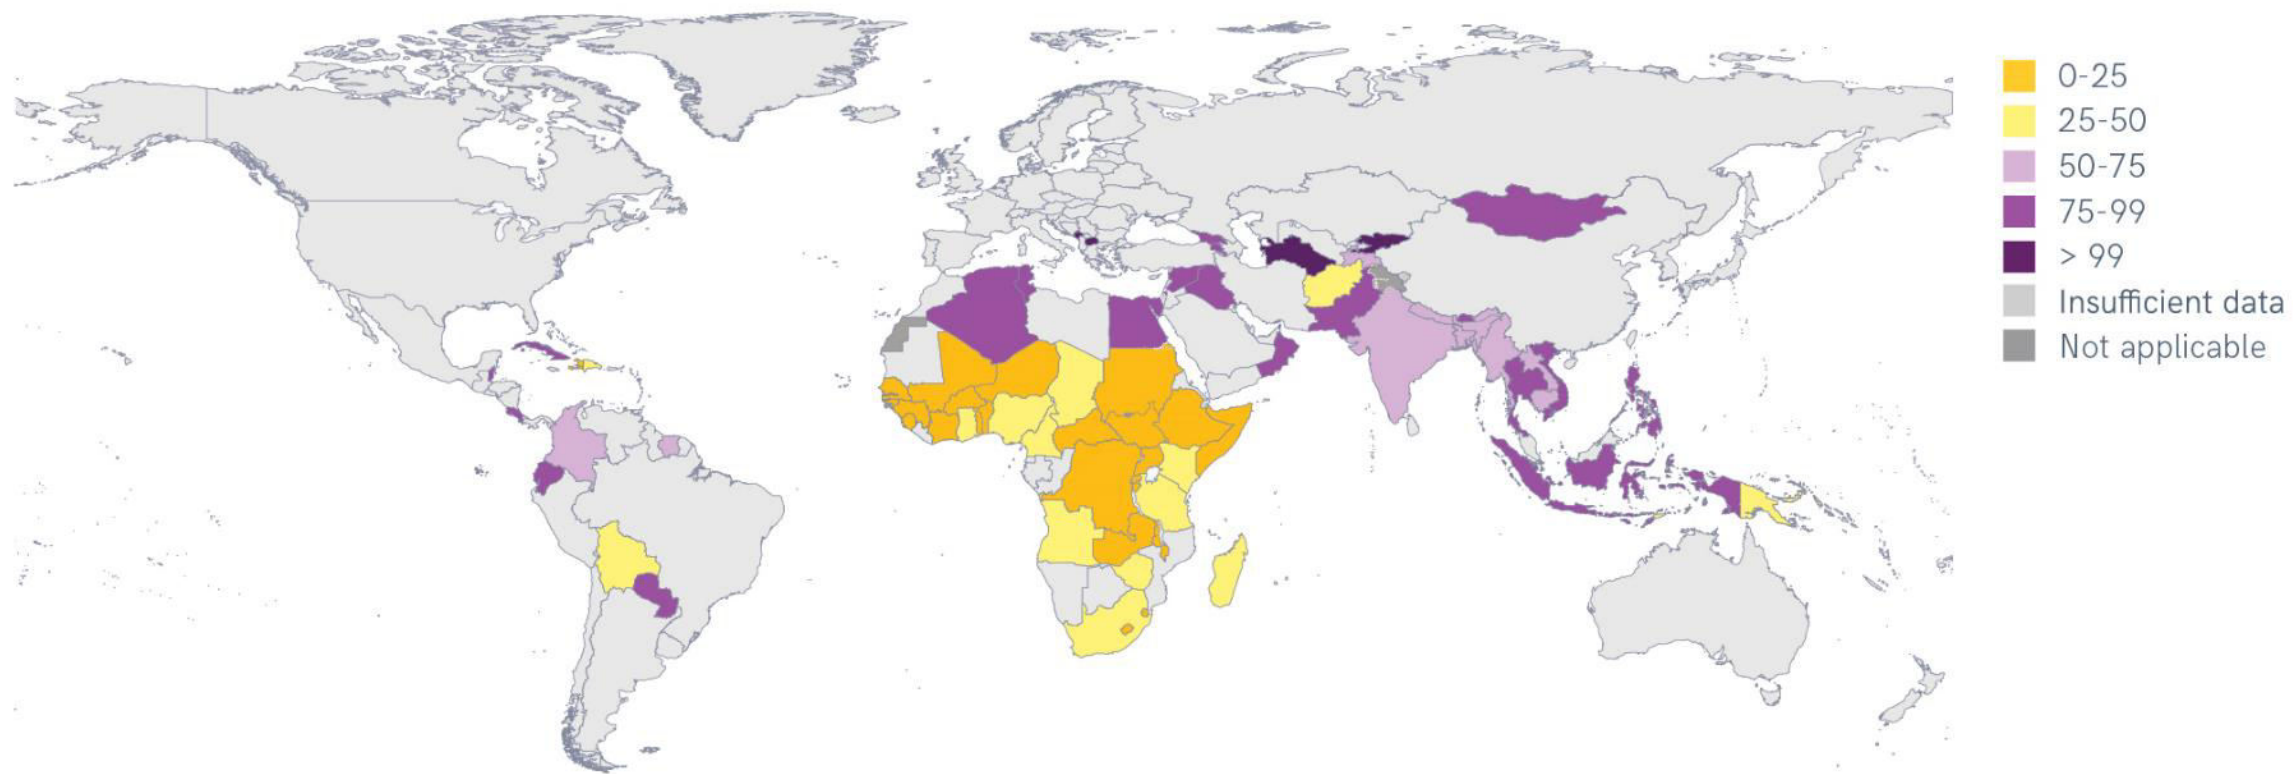 0-25
25-50
50-75
75-99
> 99
Insufficient data
Not applicable